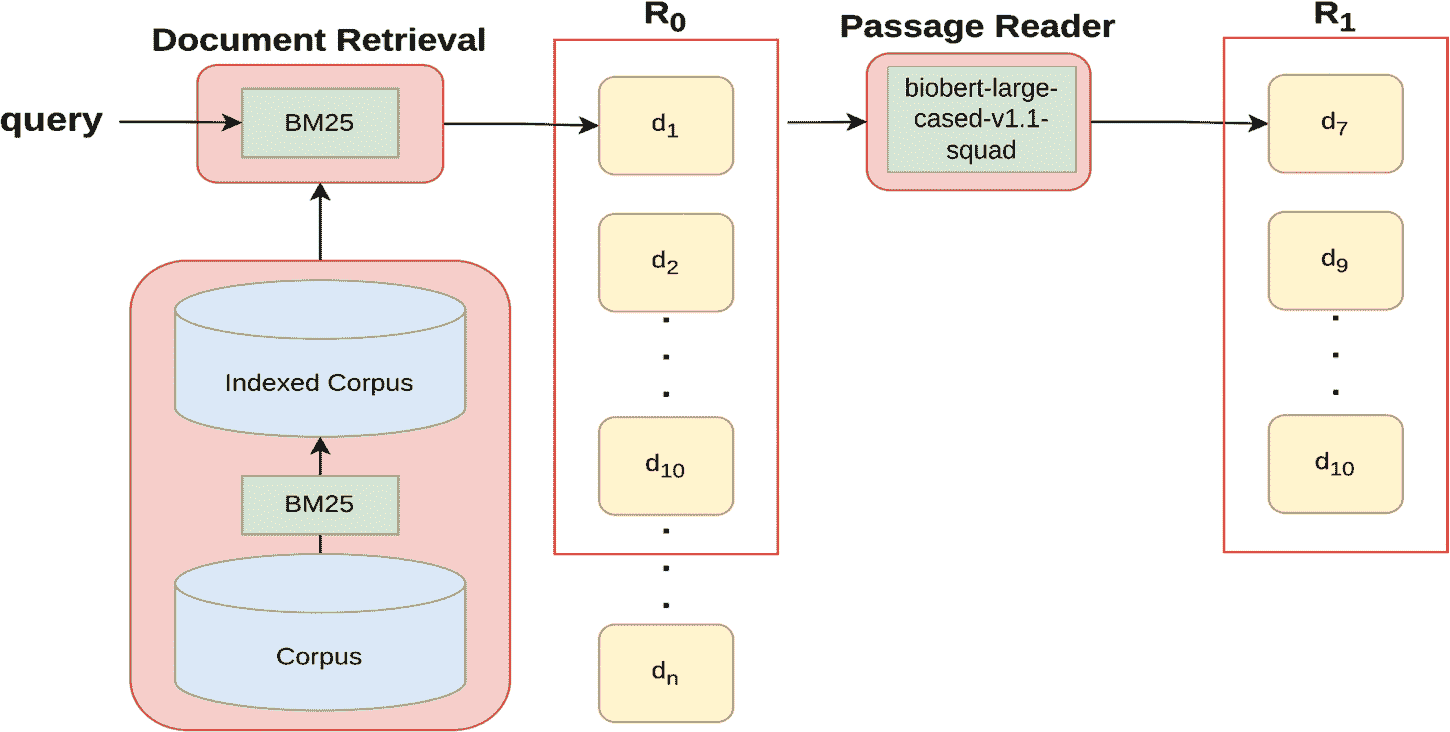 Document Retrieval
R₀
Passage Reader
R₁
query
BM25
d₁
biobert-large-
cased-v1.1-
squad
d₇
d₂
d₉
Indexed Corpus
d₁₀
d₁₀
BM25
Corpus
dₙ